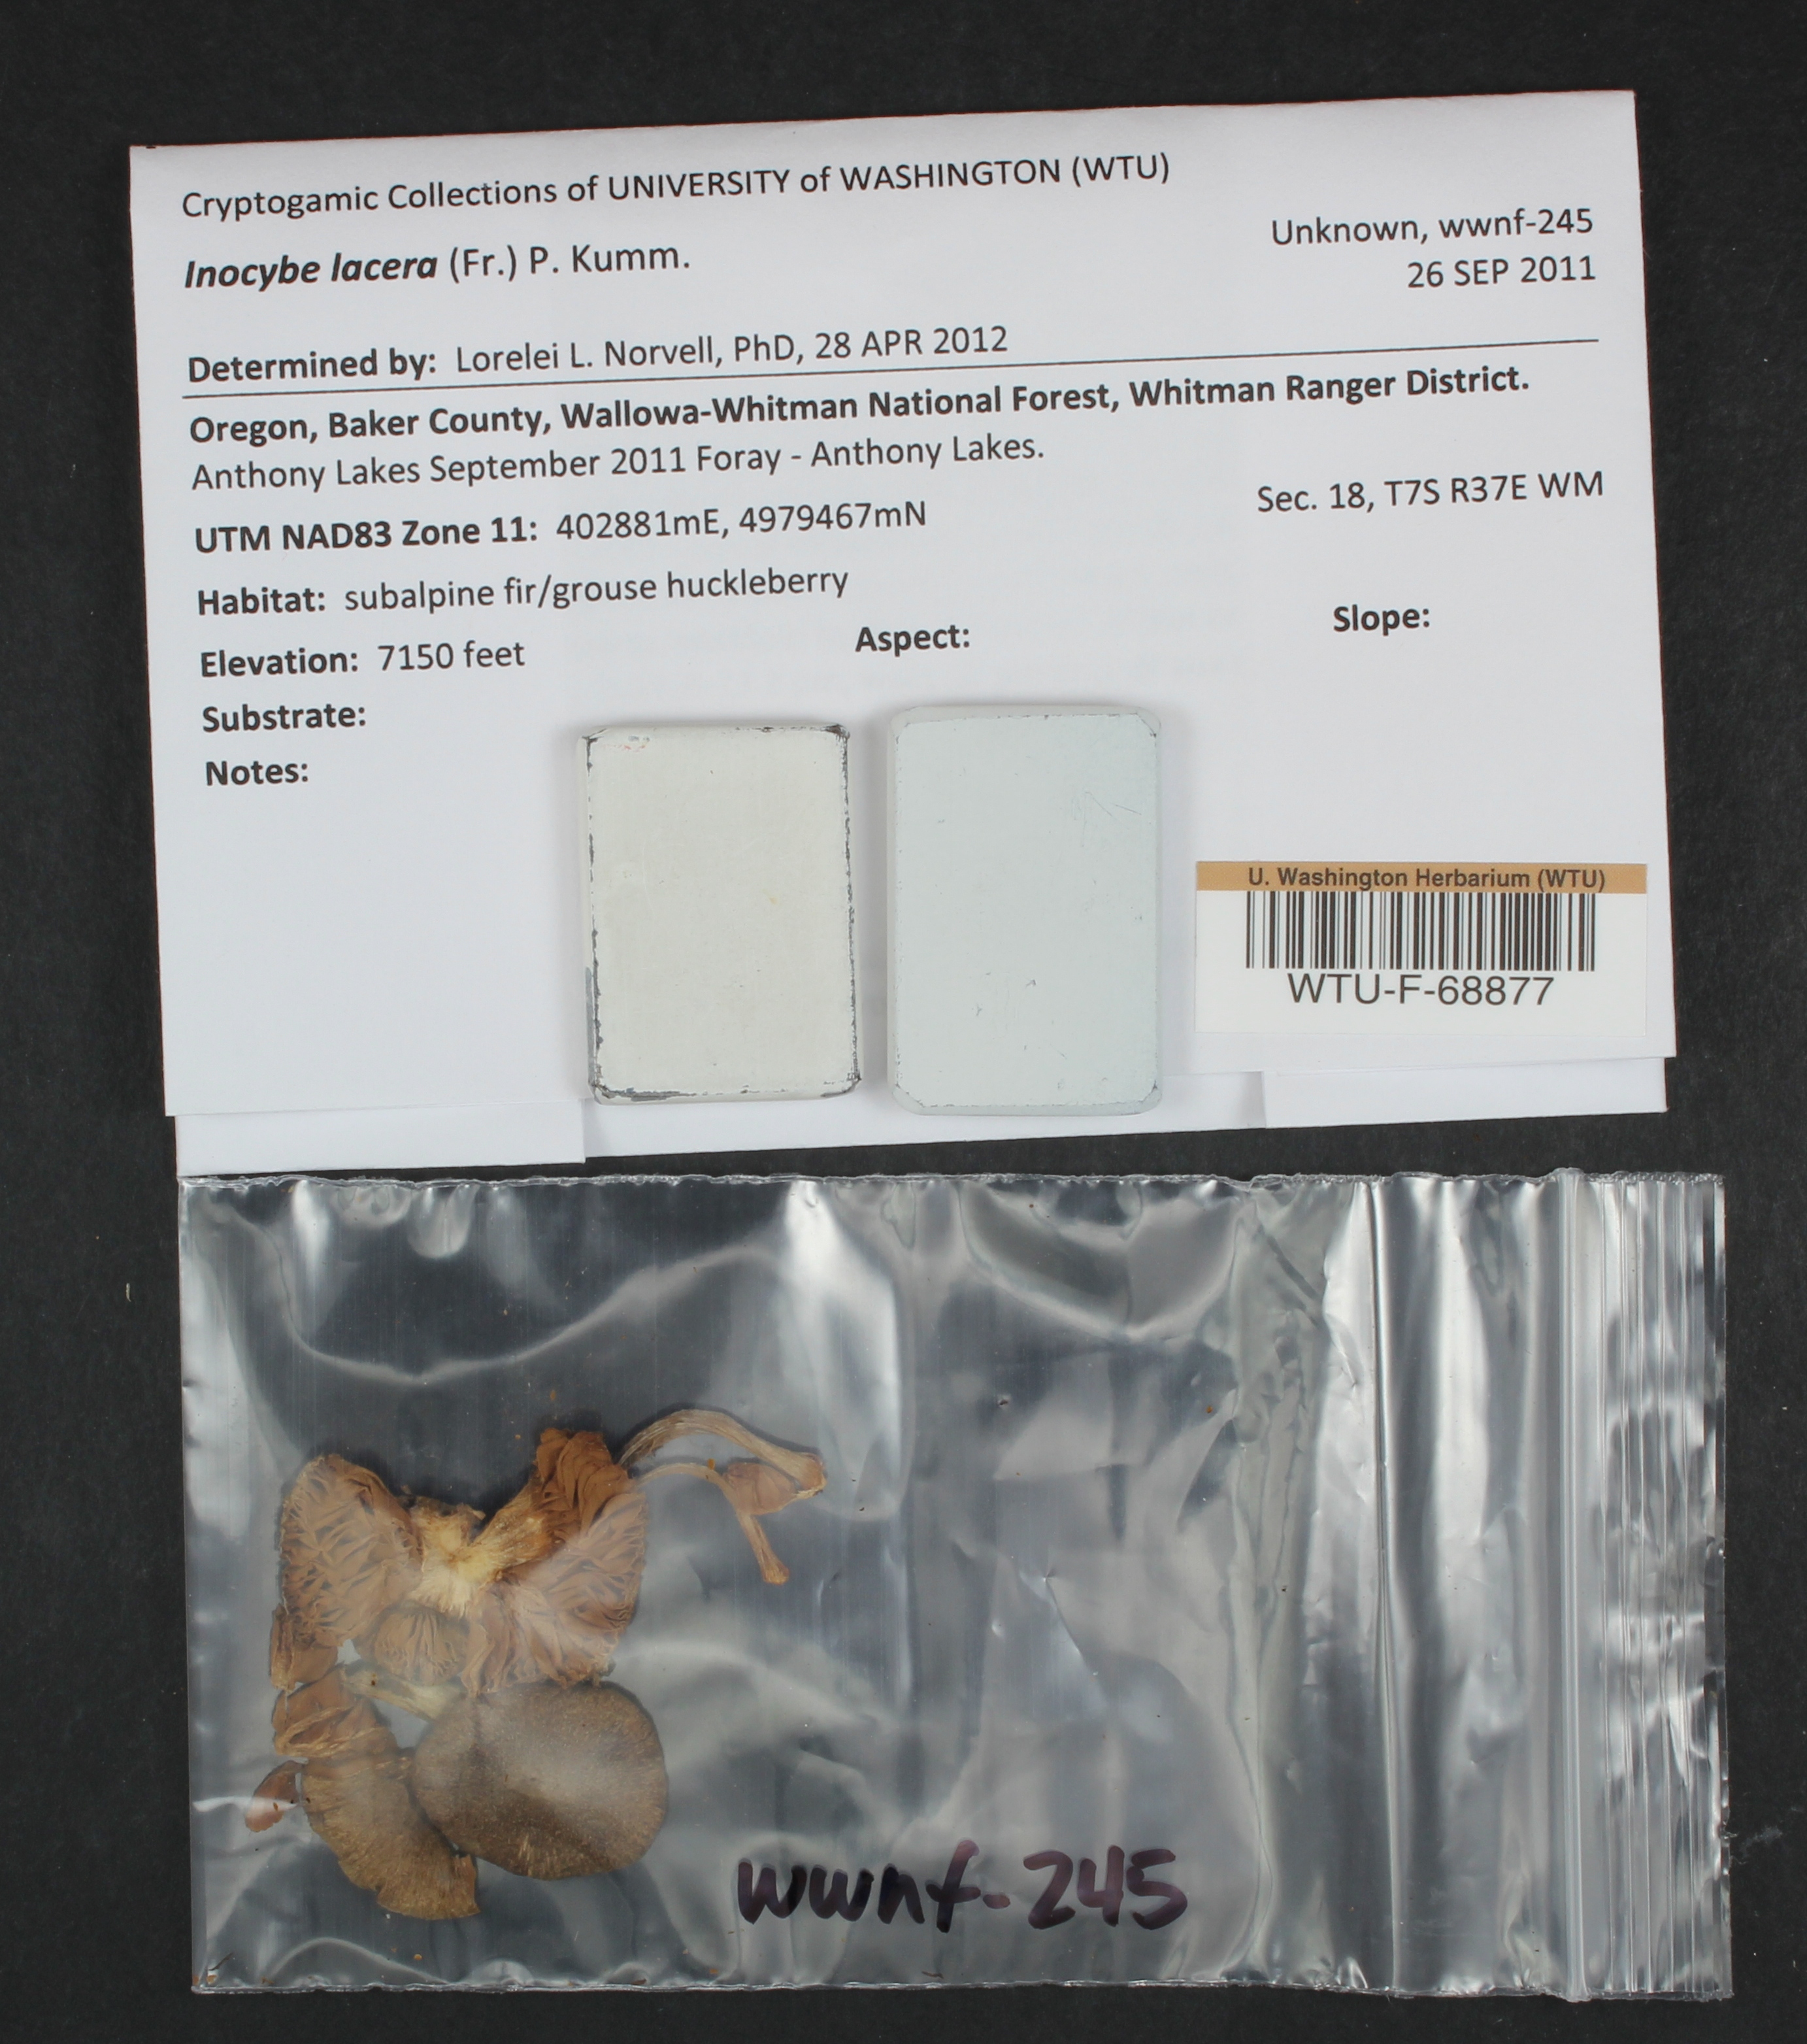 Cryptogamic Collections of UNIVERSITY of WASHINGTON (WTU)
Unknown, wwnf-245
Inocybe lacera (Fr.) P. Kumm.
26 SEP 2011
Determined by: Lorelei L. Norvell, PhD, 28 APR 2012
Oregon, Baker County, Wallowa-Whitman National Forest, Whitman Ranger District.
Anthony Lakes September 2011 Foray - Anthony Lakes.
UTM NAD83 Zone 11: 402881mE, 4979467mN
Sec. 18, T7S R37E WM
Habitat: subalpine fir/grouse huckleberry
Elevation: 7150 feet
Aspect:
Slope:
Substrate:
Notes:
U. Washington Herbarium (WTU)
WTU-F-68877
wwnf-245